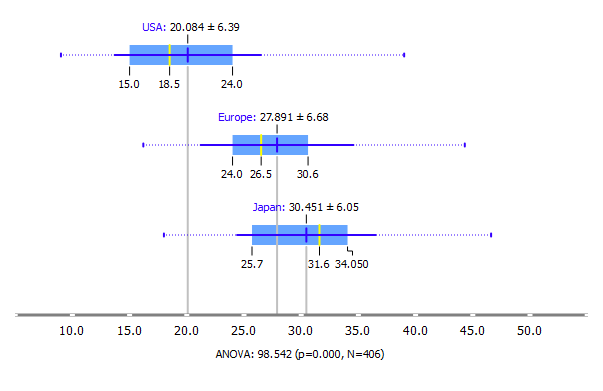 USA: 20.084 ± 6.39
15.0 18.5 24.0
Europe: 27.891 ± 6.68
24.0 26.5 30.6
Japan: 30.451 ± 6.05
25.7 31.6 34.050
10.0 15.0 20.0 25.0 30.0 35.0 40.0 45.0 50.0
ANOVA: 98.542 (p=0.000, N=406)